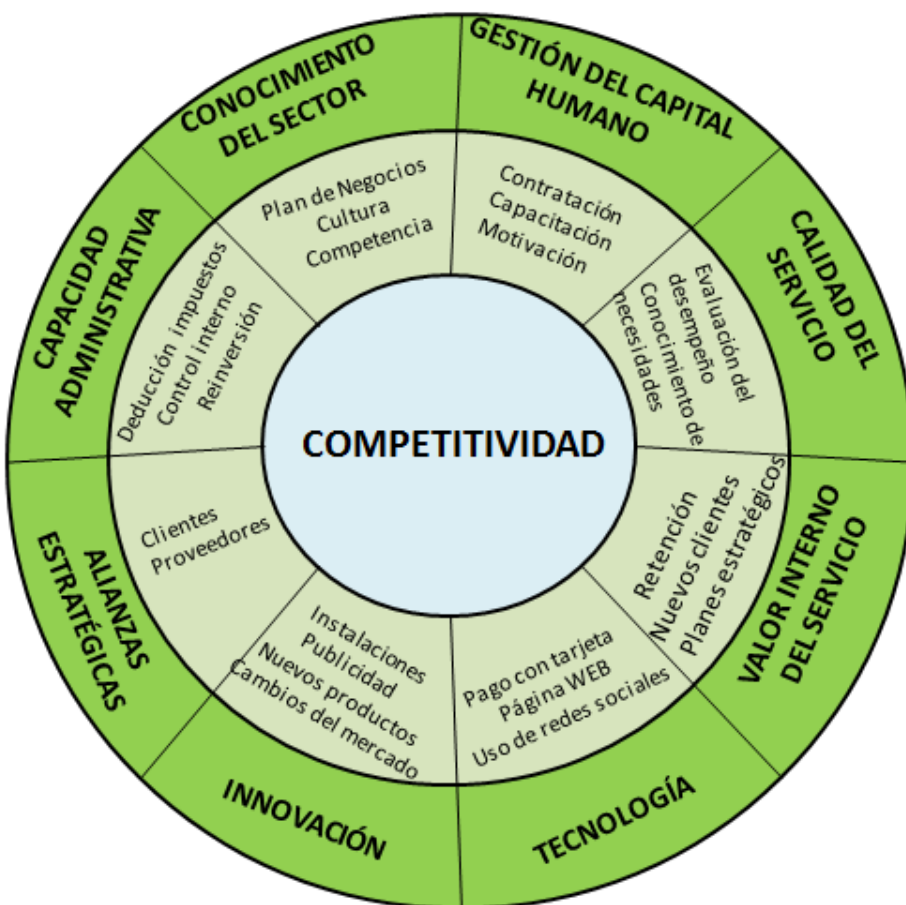 CONOCIMIENTO
DEL SECTOR
Plan de Negocios
Cultura
Competencia
GESTIÓN DEL CAPITAL
HUMANO
Contratación
Capacitación
Motivación
CALIDAD DEL
SERVICIO
Evaluación del
desempeño
Conocimiento de
necesidades
VALOR INTERNO
DEL SERVICIO
Retención
Nuevos clientes
Planes estratégicos
TECNOLOGÍA
Pago con tarjeta
Página WEB
Uso de redes sociales
INNOVACIÓN
Instalaciones
Publicidad
Nuevos productos
Cambios del mercado
ALIANZAS
ESTRATÉGICAS
Clientes
Proveedores
CAPACIDAD
ADMINISTRATIVA
Deducción impuestos
Control interno
Reinversión
COMPETITIVIDAD